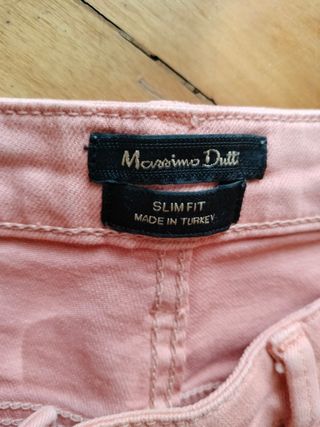 Massimo Dutti
SLIM FIT
MADE IN TURKEY